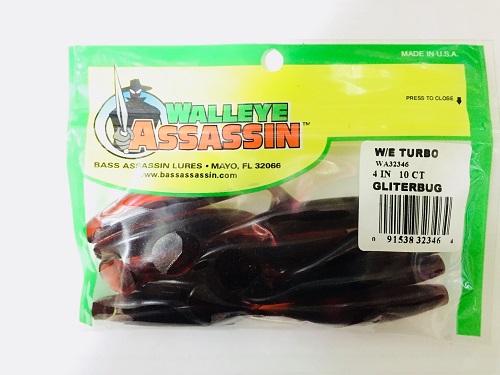 MADE IN U.S.A.
PRESS TO CLOSE
WALLEYE
ASSASSIN™
BASS ASSASSIN LURES • MAYO, FL 32066
www.bassassassin.com
W/E TURBO
WA32346
4 IN 10 CT
GLITERBUG
0 91538 32346 4